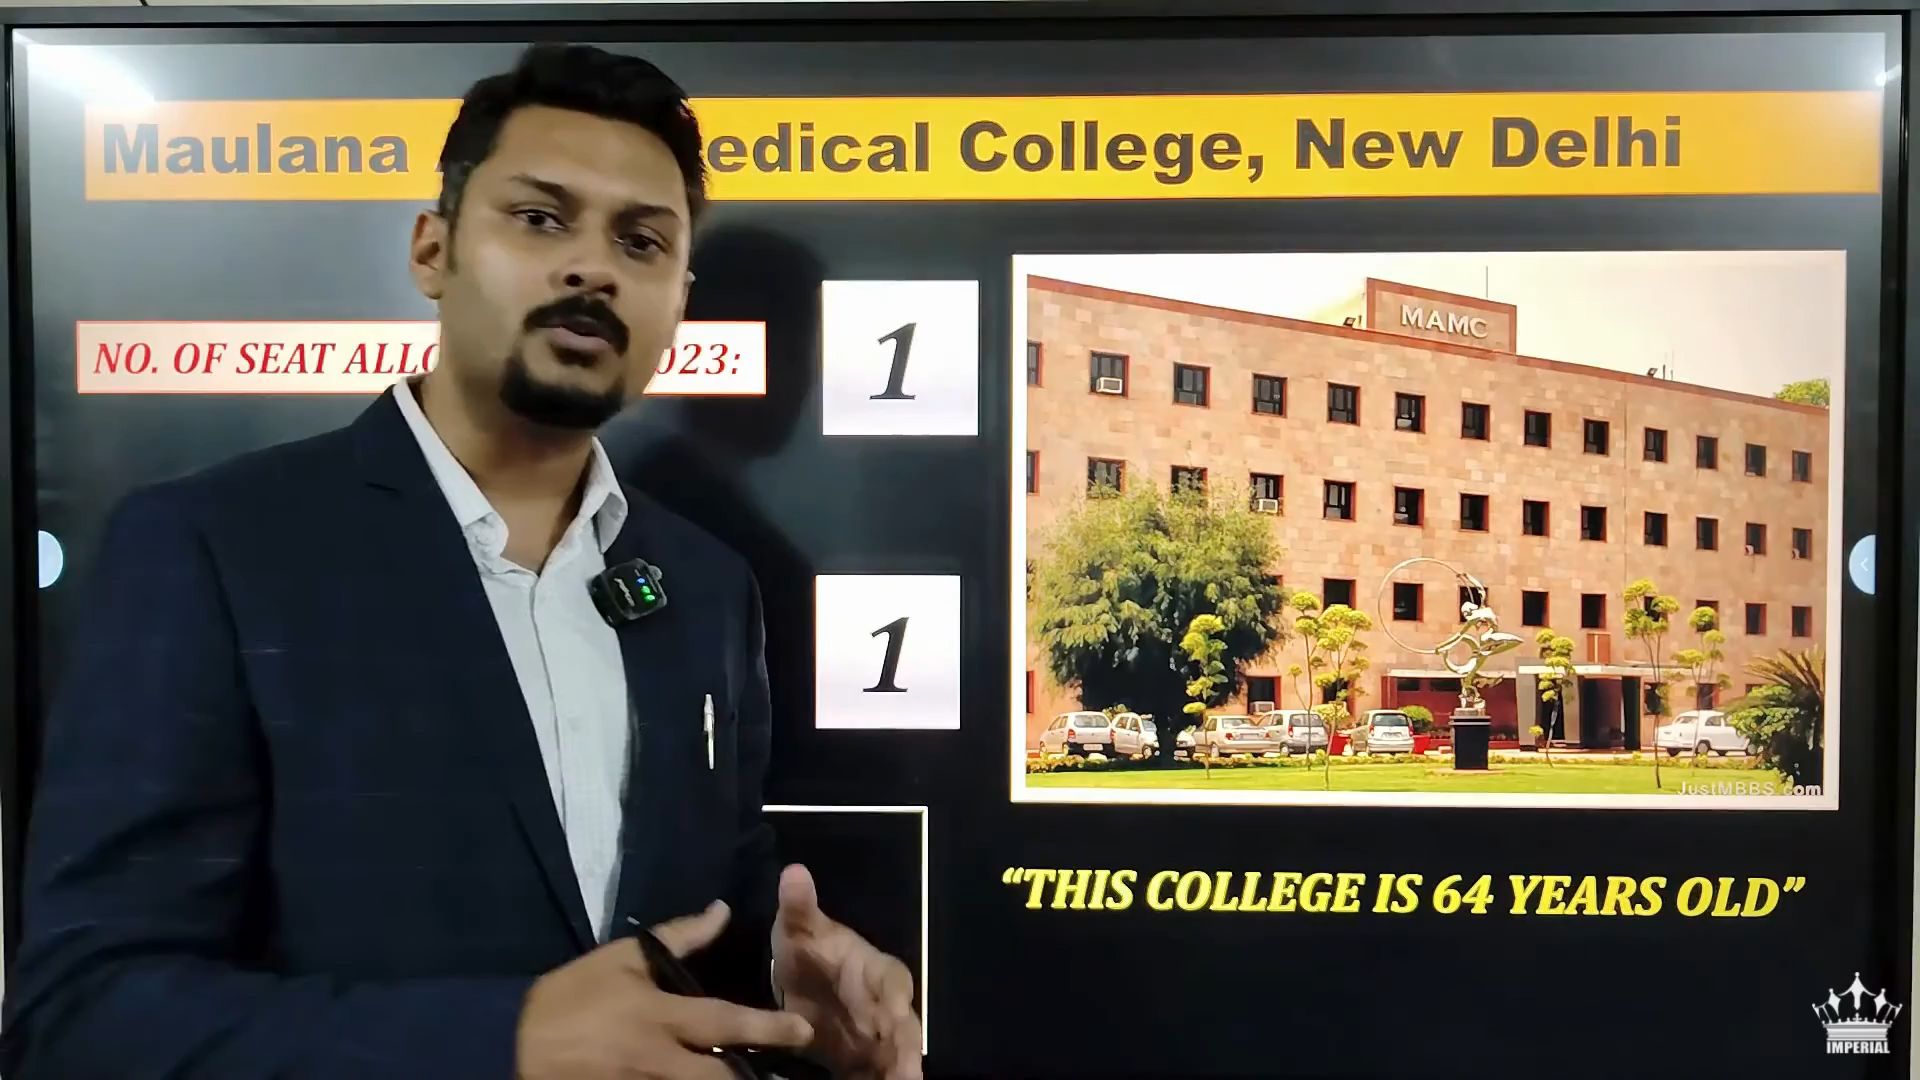 Maulana edical College, New Delhi
MAMC
NO. OF SEAT ALLO 023:
1
1
JustMBBS.com
“THIS COLLEGE IS 64 YEARS OLD”
IMPERIAL